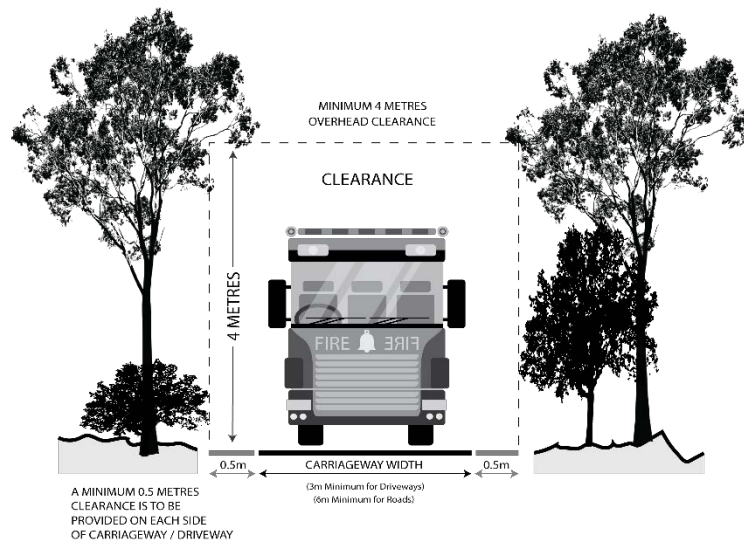 MINIMUM 4 METRES
OVERHEAD CLEARANCE
CLEARANCE
4 METRES
FIRE FIRE
0.5m
CARRIAGEWAY WIDTH
0.5m
(3m Minimum for Driveways)
(6m Minimum for Roads)
A MINIMUM 0.5 METRES
CLEARANCE IS TO BE
PROVIDED ON EACH SIDE
OF CARRIAGEWAY / DRIVEWAY